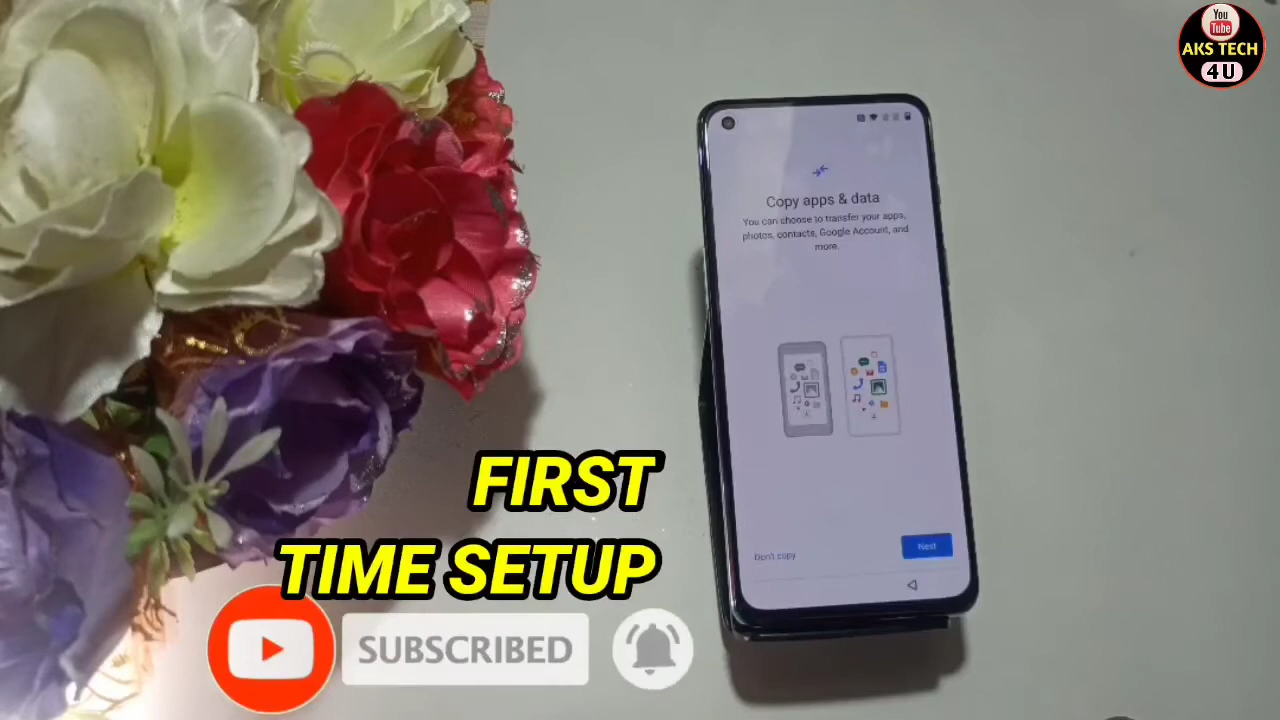 You
Tube
AKS TECH
4U
Copy apps & data
You can choose to transfer your apps,
photos, contacts, Google Account, and
more.
Don't copy
Next
FIRST
TIME SETUP
SUBSCRIBED